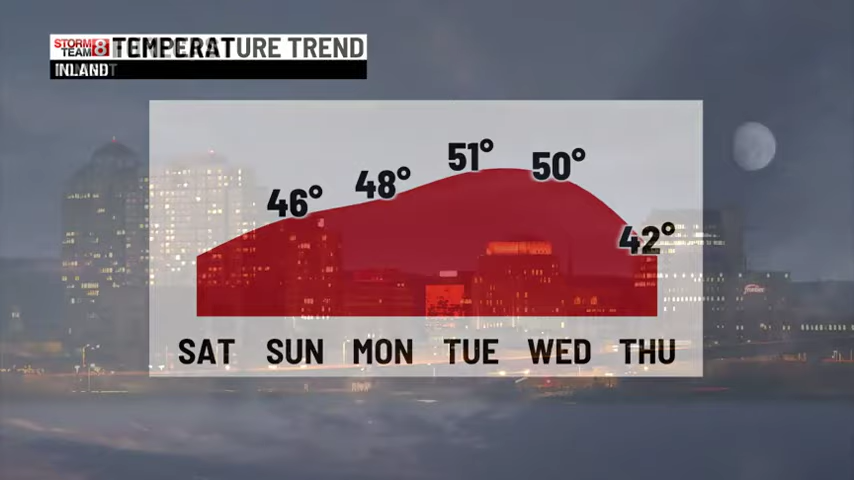 STORM TEAM 8 TEMPERATURE TREND
INLAND
51°
50°
48°
46°
42°
SAT SUN MON TUE WED THU